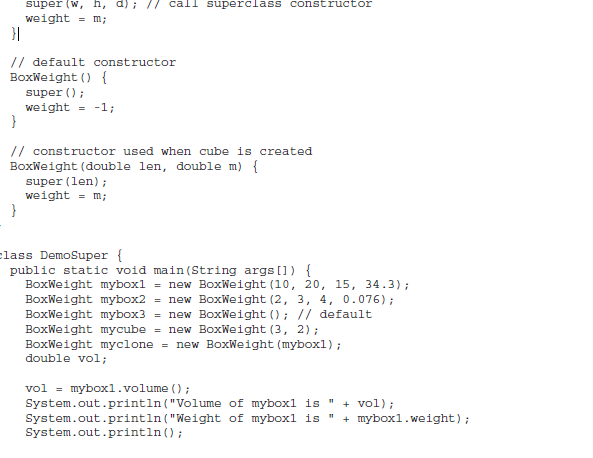 super(w, h, d); // call superclass constructor
weight = m;
}
// default constructor
BoxWeight() {
super();
weight = -1;
}
// constructor used when cube is created
BoxWeight(double len, double m) {
super(len);
weight = m;
}
class DemoSuper {
public static void main(String args[]) {
BoxWeight mybox1 = new BoxWeight(10, 20, 15, 34.3);
BoxWeight mybox2 = new BoxWeight(2, 3, 4, 0.076);
BoxWeight mybox3 = new BoxWeight(); // default
BoxWeight mycube = new BoxWeight(3, 2);
BoxWeight myclone = new BoxWeight(mybox1);
double vol;
vol = mybox1.volume();
System.out.println("Volume of mybox1 is " + vol);
System.out.println("Weight of mybox1 is " + mybox1.weight);
System.out.println();